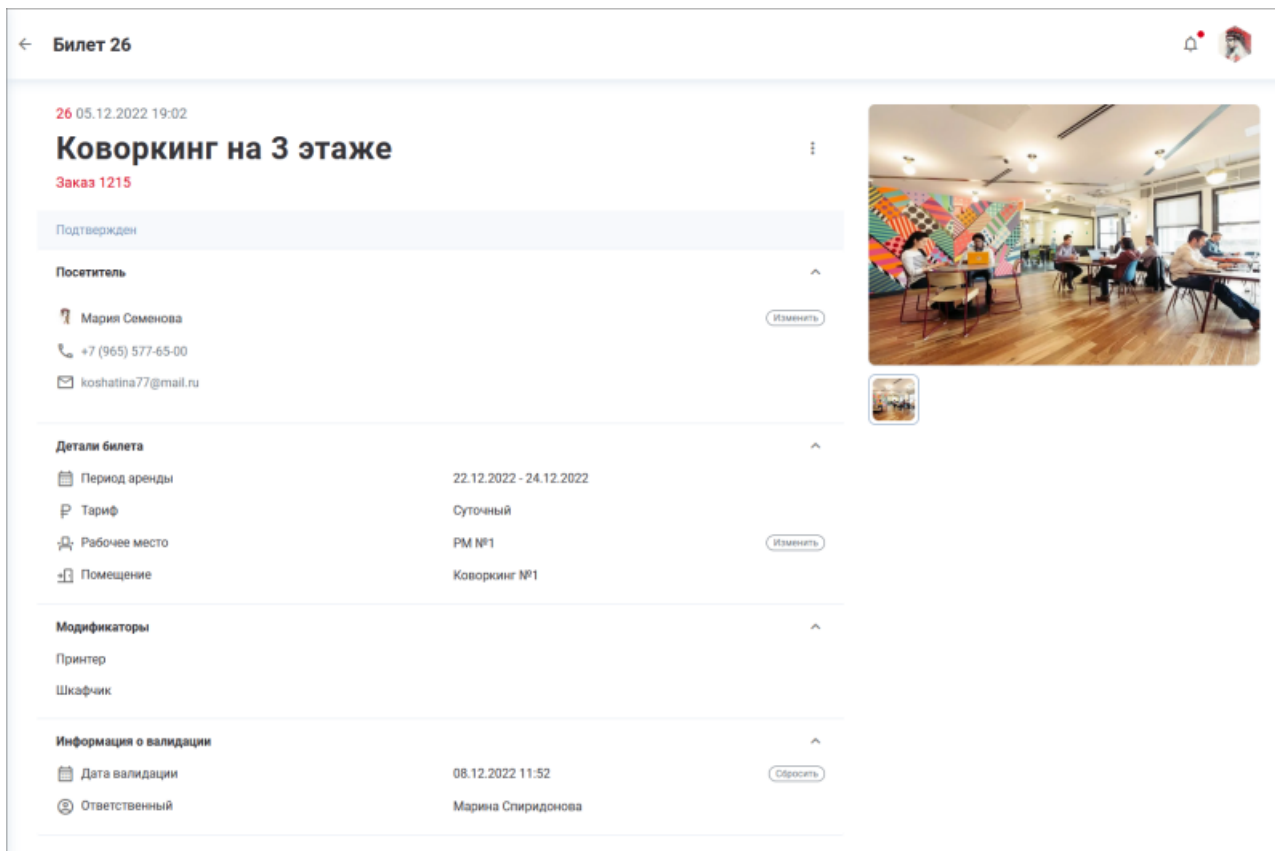 Билет 26
26 05.12.2022 19:02
Коворкинг на 3 этаже
Заказ 1215
Подтвержден
Посетитель
Мария Семенова Изменить
+7 (965) 577-65-00
koshatina77@mail.ru
Детали билета
Период аренды 22.12.2022 - 24.12.2022
Тариф Суточный
Рабочее место РМ №1 Изменить
Помещение Коворкинг №1
Модификаторы
Принтер
Шкафчик
Информация о валидации
Дата валидации 08.12.2022 11:52 Сбросить
Ответственный Марина Спиридонова